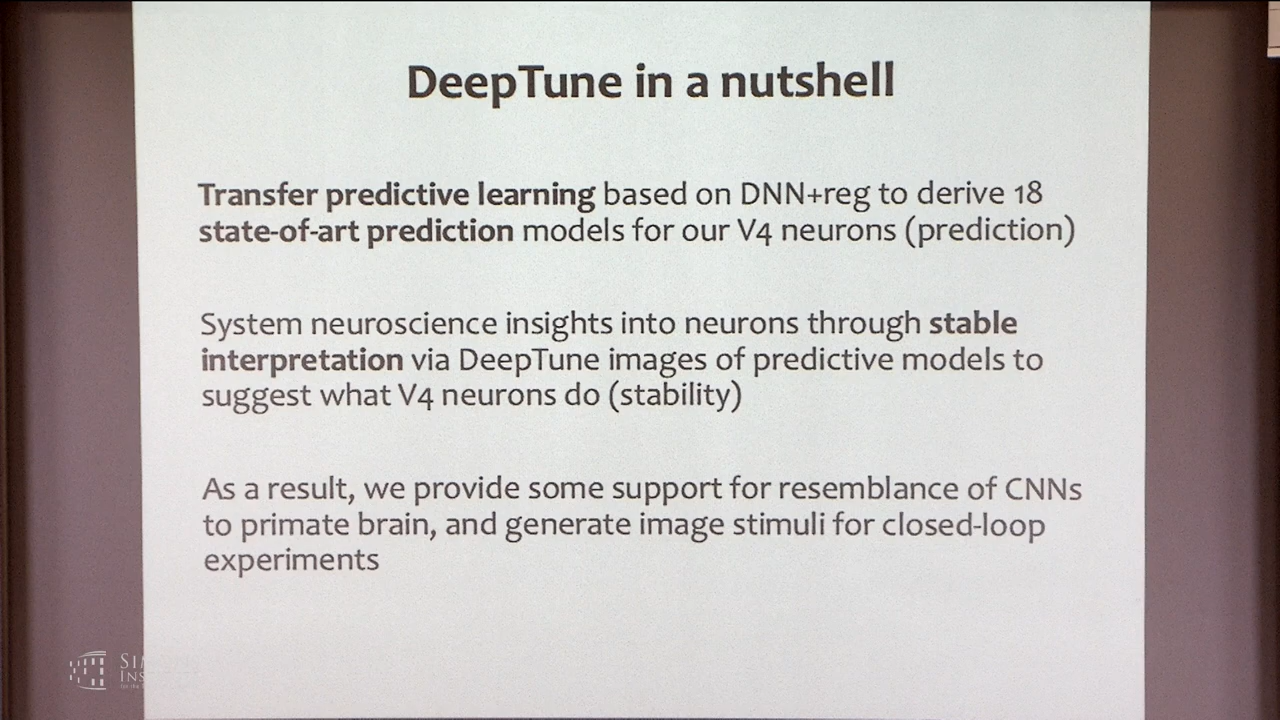 DeepTune in a nutshell
Transfer predictive learning based on DNN+reg to derive 18
state-of-art prediction models for our V4 neurons (prediction)
System neuroscience insights into neurons through stable
interpretation via DeepTune images of predictive models to
suggest what V4 neurons do (stability)
As a result, we provide some support for resemblance of CNNs
to primate brain, and generate image stimuli for closed-loop
experiments